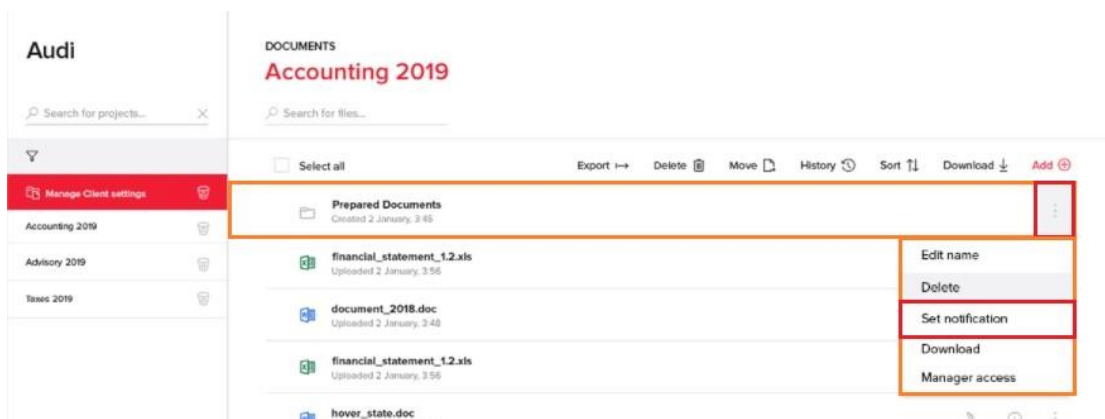 Audi
Search for projects...
Manage Client settings
Accounting 2019
Advisory 2019
Taxes 2019
DOCUMENTS
Accounting 2019
Search for files...
Select all Export Delete Move History Sort Download Add
Prepared Documents
Created 2 January, 3:46
financial_statement_1.2.xls
Uploaded 2 January, 3:56
document_2018.doc
Uploaded 2 January, 3:48
financial_statement_1.2.xls
Uploaded 2 January, 3:56
hover_state.doc
Edit name
Delete
Set notification
Download
Manager access